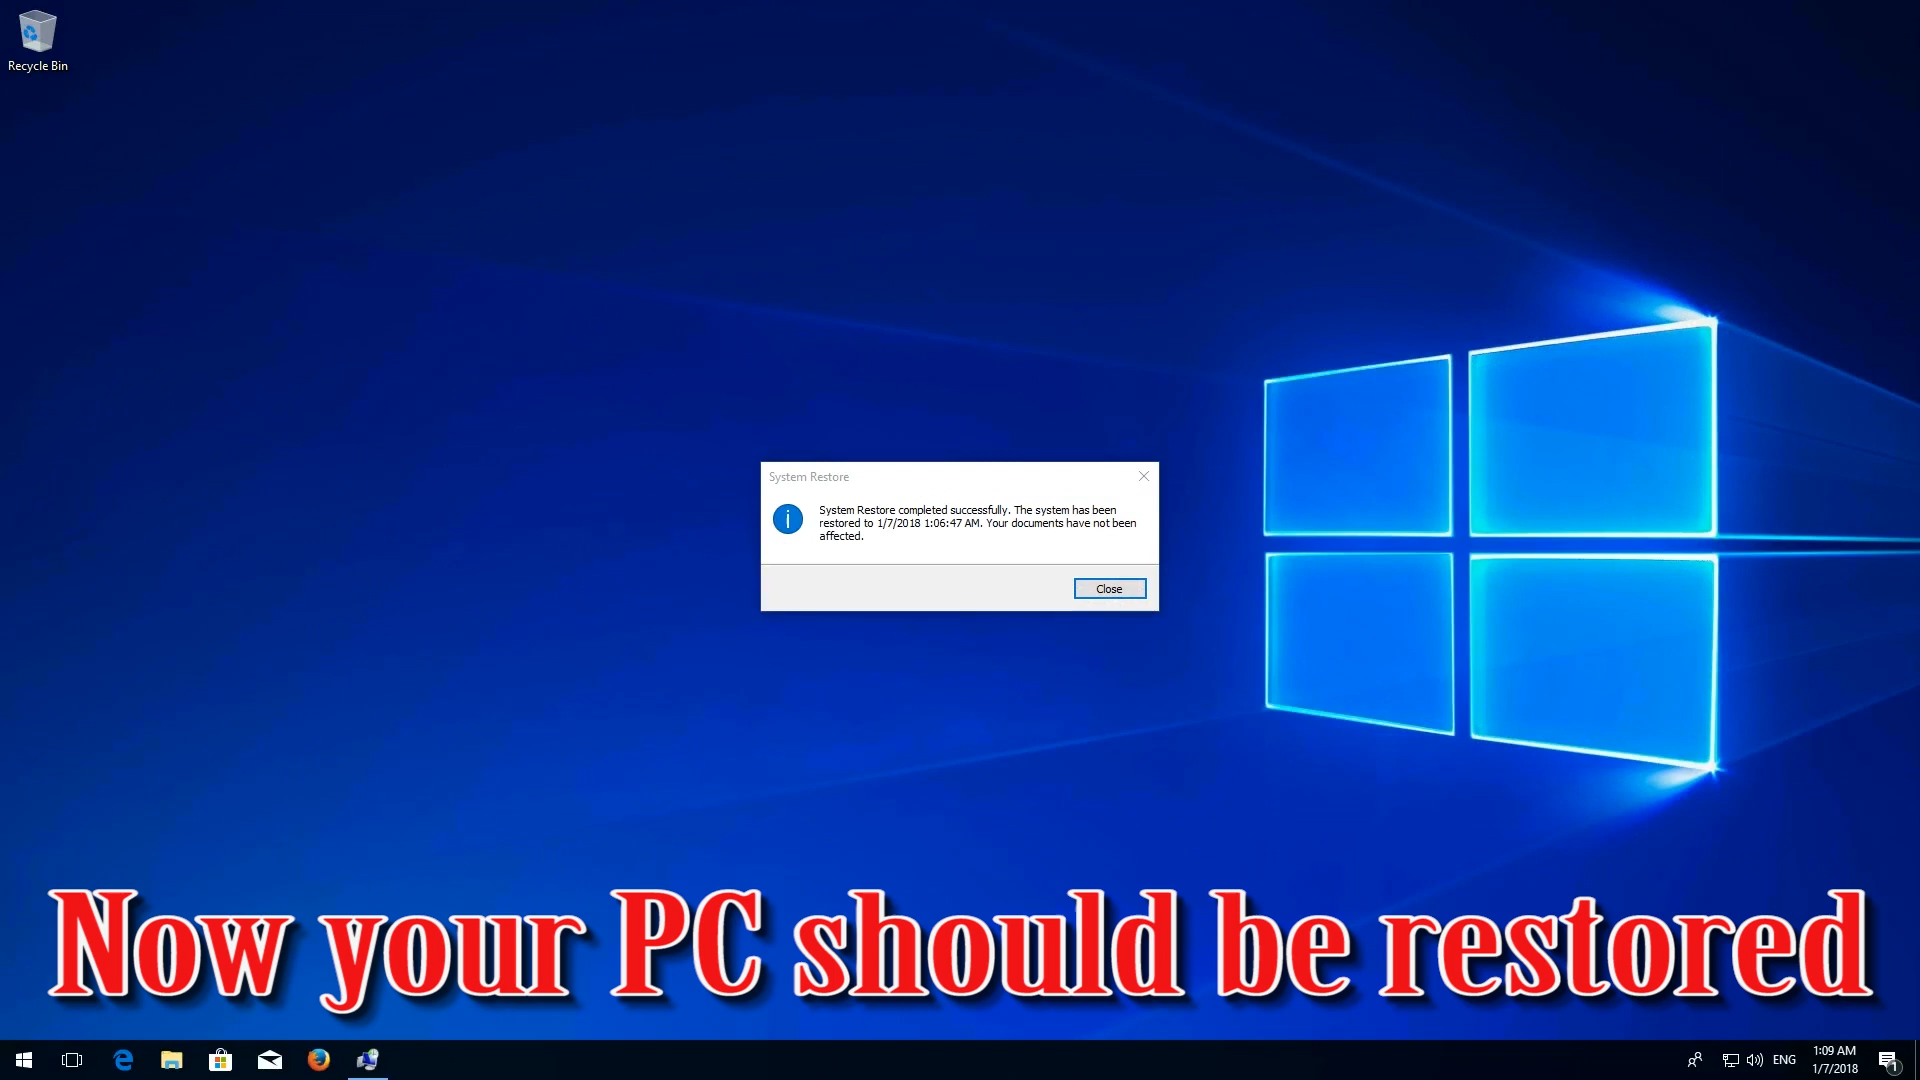 Recycle Bin
System Restore
System Restore completed successfully. The system has been
restored to 1/7/2018 1:06:47 AM. Your documents have not been
affected.
Close
Now your PC should be restored
ENG
1:09 AM
1/7/2018
1